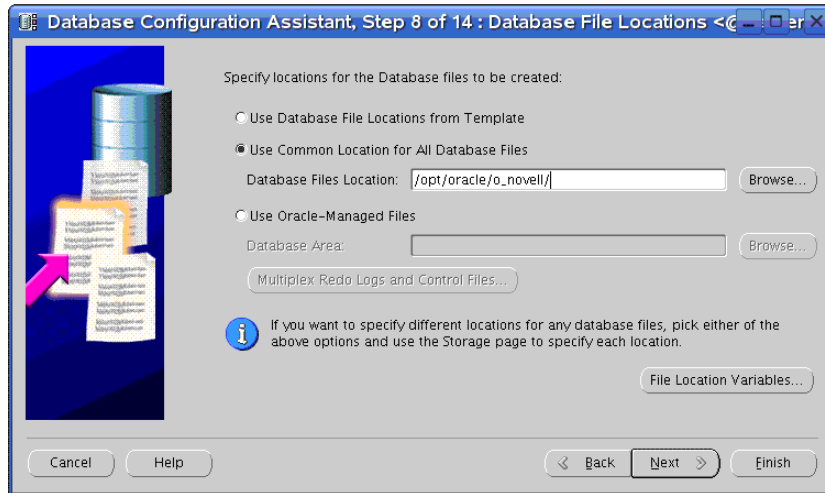 Database Configuration Assistant, Step 8 of 14 : Database File Locations <@
Specify locations for the Database files to be created:
Use Database File Locations from Template
Use Common Location for All Database Files
Database Files Location: /opt/oracle/o_novell/ Browse...
Use Oracle-Managed Files
Database Area: Browse...
Multiplex Redo Logs and Control Files...
If you want to specify different locations for any database files, pick either of the
above options and use the Storage page to specify each location.
File Location Variables...
Cancel Help Back Next Finish